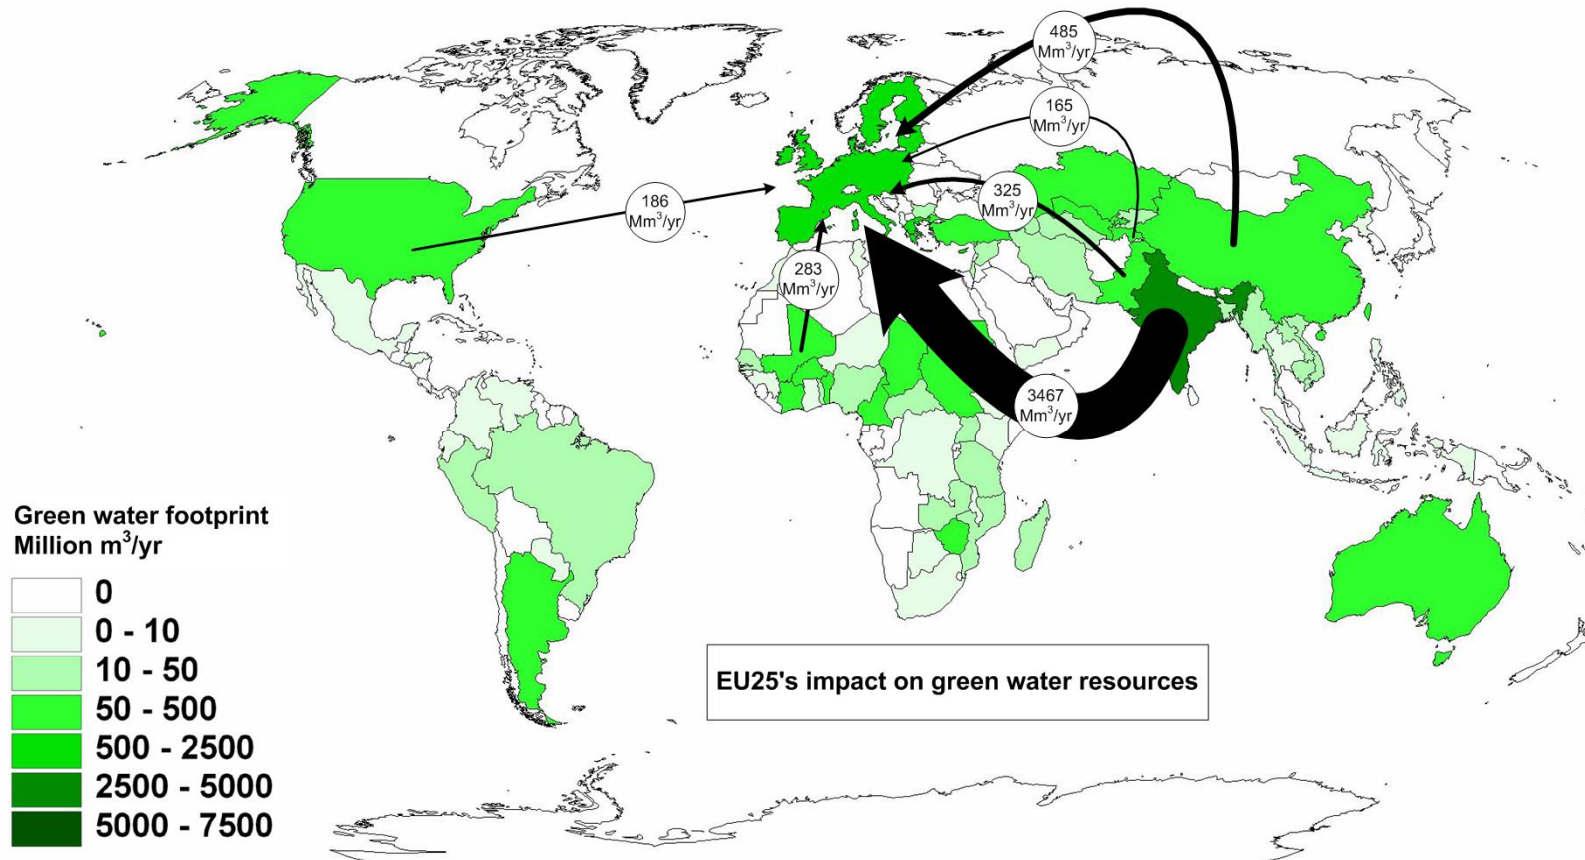 485
Mm³/yr
165
Mm³/yr
325
Mm³/yr
186
Mm³/yr
283
Mm³/yr
3467
Mm³/yr
Green water footprint
Million m³/yr
0
0 - 10
10 - 50
50 - 500
500 - 2500
2500 - 5000
5000 - 7500
EU25's impact on green water resources